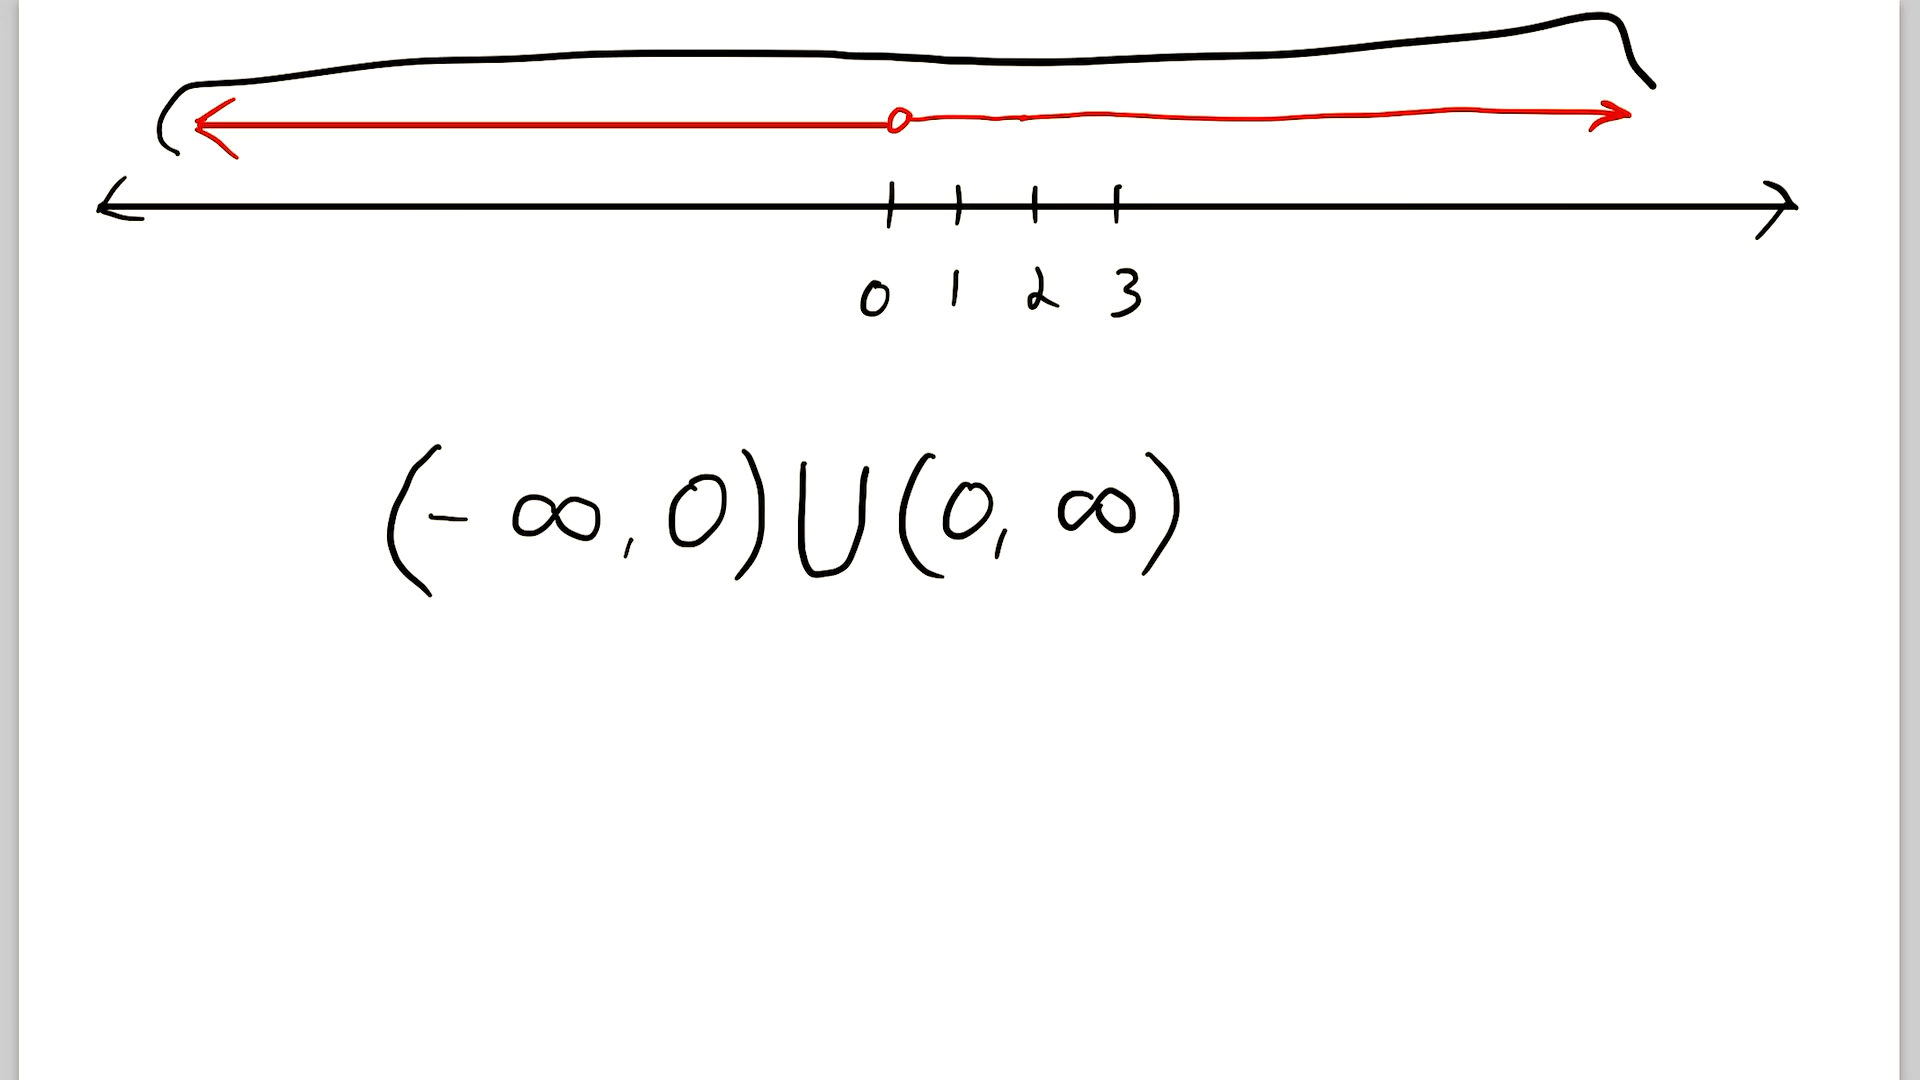 0 1 2 3
(- ∞, 0) ∪ (0, ∞)